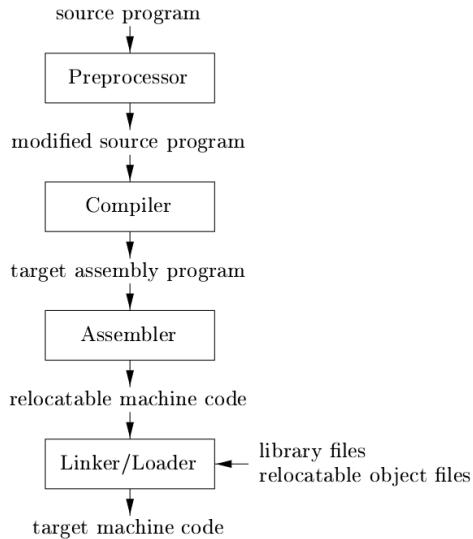 source program
Preprocessor
modified source program
Compiler
target assembly program
Assembler
relocatable machine code
Linker/Loader
library files
relocatable object files
target machine code